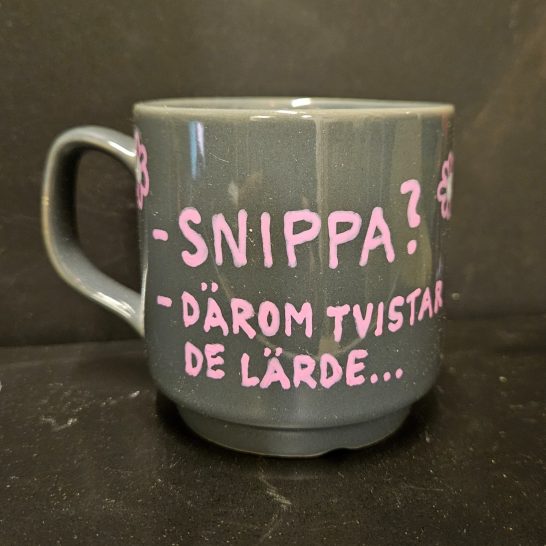 -SNIPPA?
-DÄROM TVISTAR
DE LÄRDE...